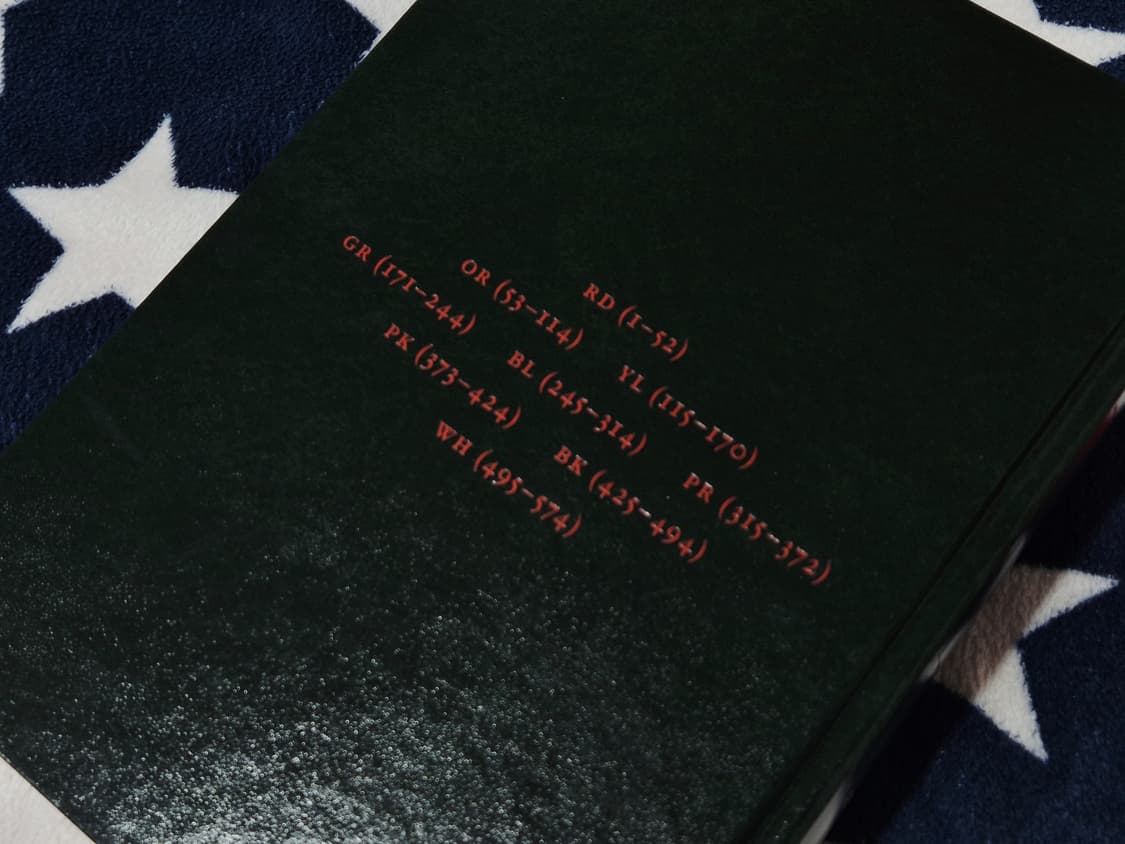 RD (1–52)
OR (53–114) YL (115–170)
GR (171–244) BL (245–314) PR (315–372)
PK (373–424) BK (425–494)
WH (495–574)